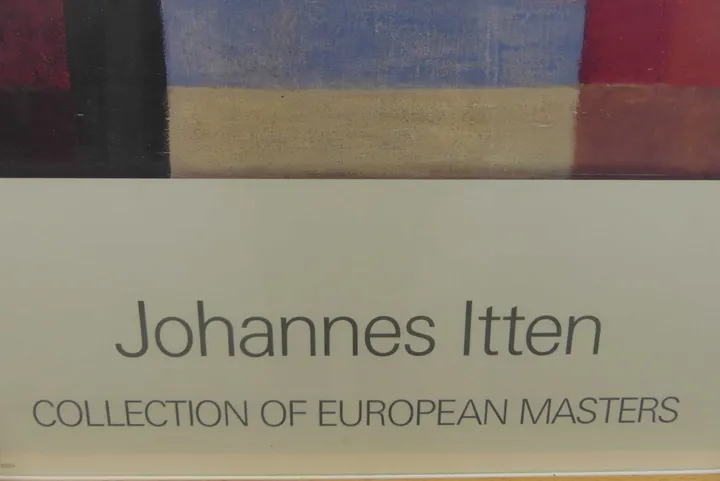 Johannes Itten
COLLECTION OF EUROPEAN MASTERS